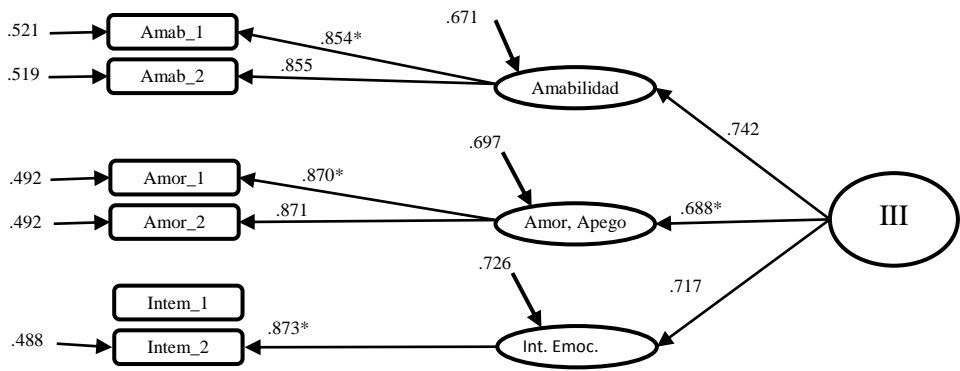 .671
.521
Amab_1
.854*
.519
Amab_2
.855
Amabilidad
.742
.697
.492
Amor_1
.870*
.492
Amor_2
.871
Amor, Apego
.688*
III
.726
.717
Intem_1
.488
Intem_2
.873*
Int. Emoc.